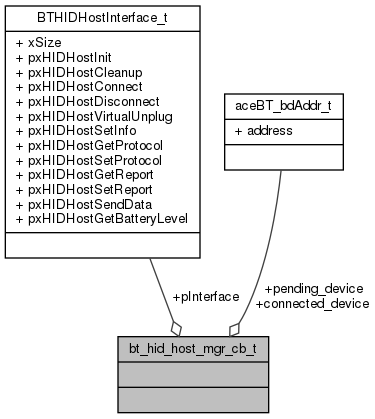 BTHIDHostInterface_t
+ xSize
+ pxHIDHostInit
+ pxHIDHostCleanup
+ pxHIDHostConnect
+ pxHIDHostDisconnect
+ pxHIDHostVirtualUnplug
+ pxHIDHostSetInfo
+ pxHIDHostGetProtocol
+ pxHIDHostSetProtocol
+ pxHIDHostGetReport
+ pxHIDHostSetReport
+ pxHIDHostSendData
+ pxHIDHostGetBatteryLevel
aceBT_bdAddr_t
+ address
+pInterface
+pending_device
+connected_device
bt_hid_host_mgr_cb_t